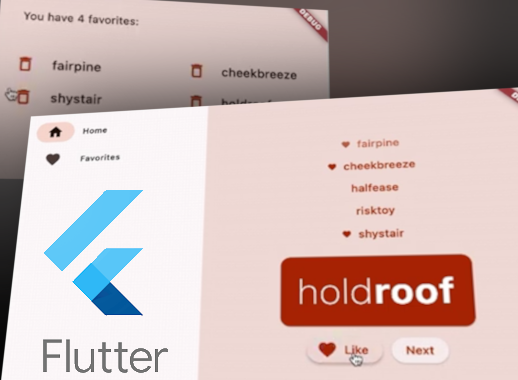 You have 4 favorites:
DEBUG
fairpine
cheekbreeze
shystair
holdroof
Home
Favorites
fairpine
cheekbreeze
halfease
risktoy
shystair
holdroof
Like
Next
Flutter